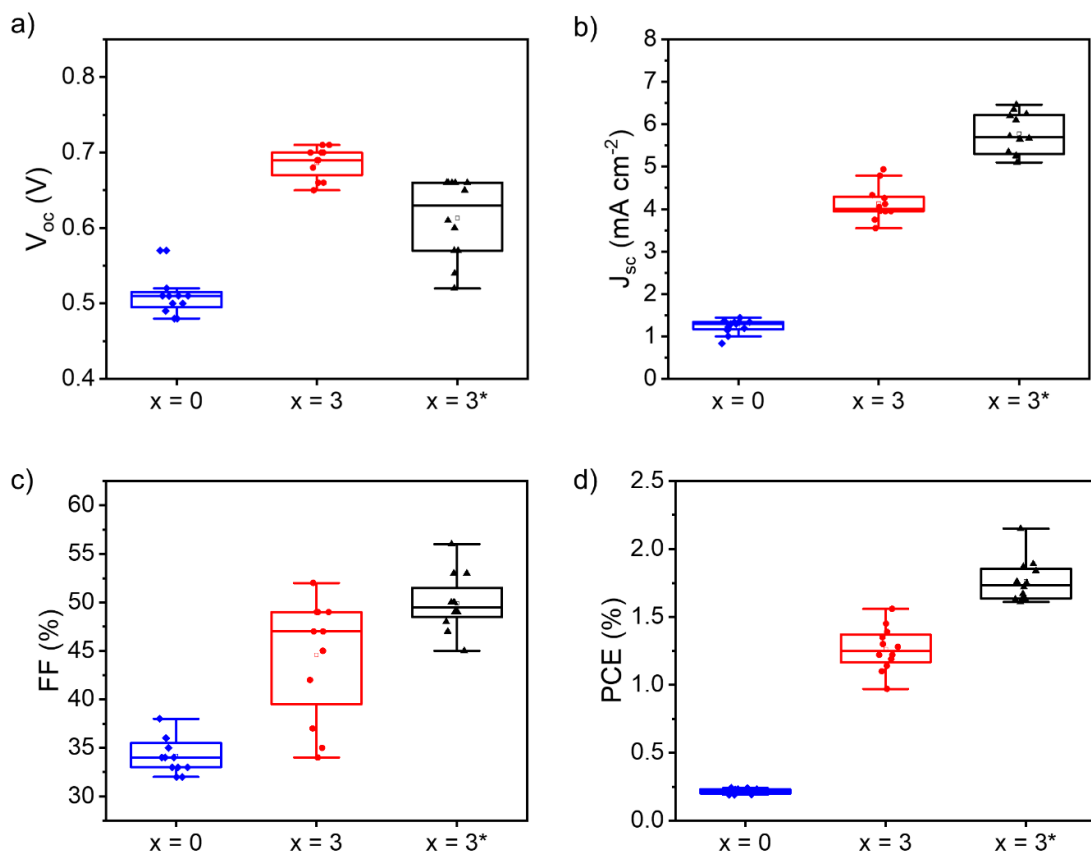 a)
V_oc (V)
0.8
0.7
0.6
0.5
0.4
x = 0
x = 3
x = 3*
b)
J_sc (mA cm⁻²)
8
7
6
5
4
3
2
1
0
x = 0
x = 3
x = 3*
c)
FF (%)
60
55
50
45
40
35
30
x = 0
x = 3
x = 3*
d)
PCE (%)
2.5
2.0
1.5
1.0
0.5
0.0
x = 0
x = 3
x = 3*